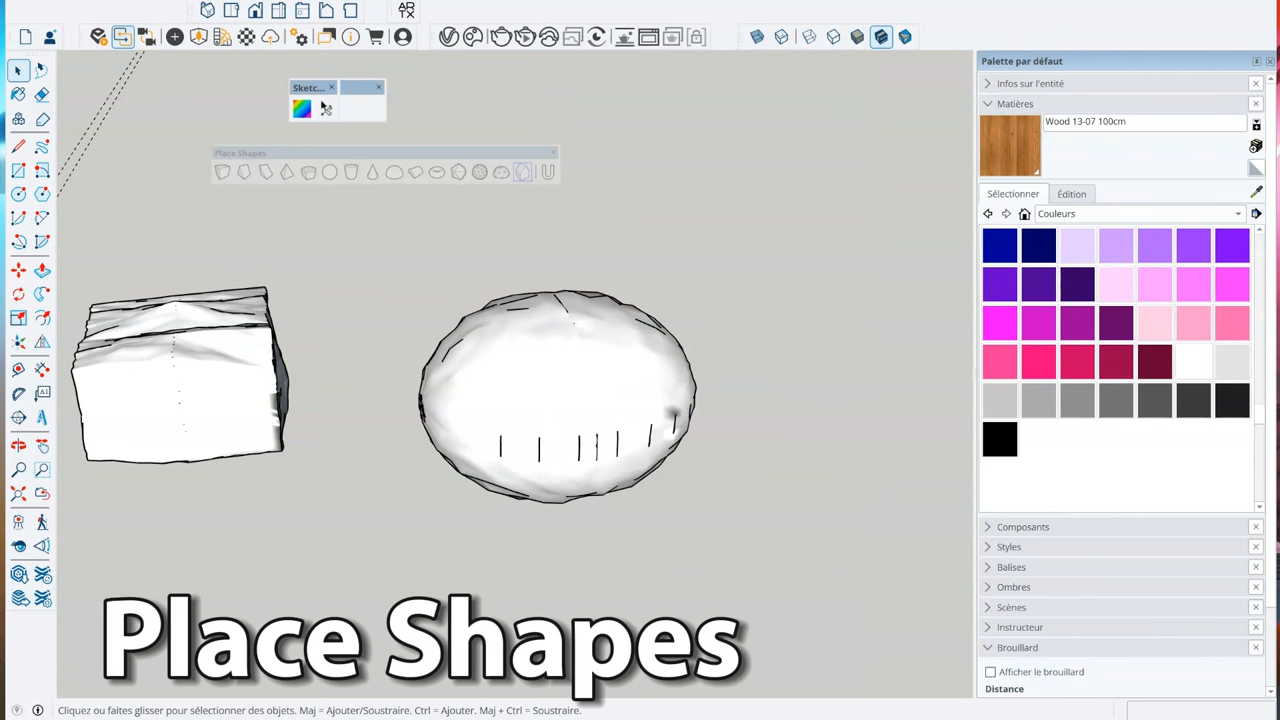 AR
TX
Sketc...
Place Shapes
Palette par défaut
Infos sur l'entité
Matières
Wood 13-07 100cm
Sélectionner
Édition
Couleurs
Composants
Styles
Balises
Ombres
Scènes
Instructeur
Brouillard
Afficher le brouillard
Distance
Place Shapes
Cliquez ou faites glisser pour sélectionner des objets. Maj = Ajouter/Soustraire. Ctrl = Ajouter. Maj + Ctrl = Soustraire.